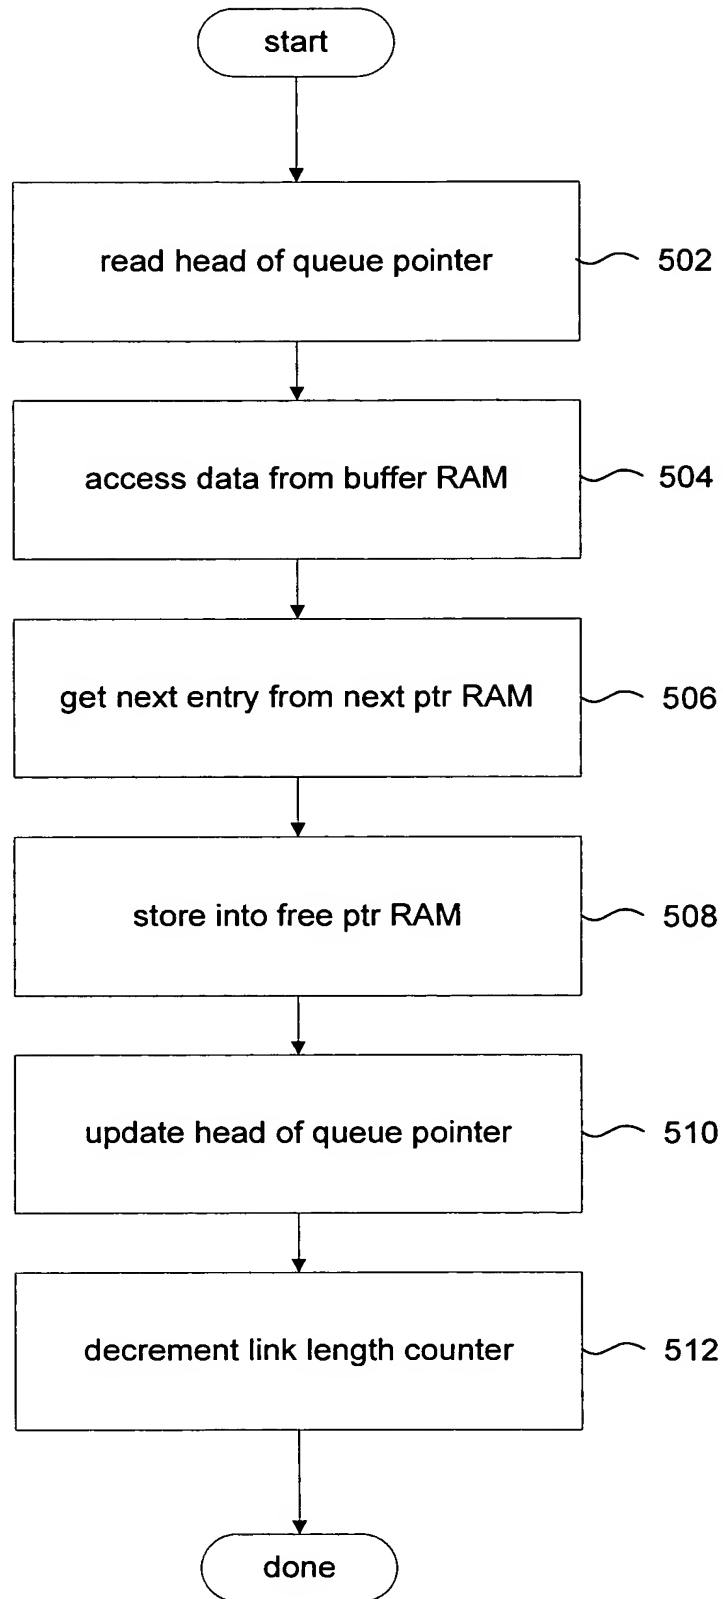 start
read head of queue pointer 502
access data from buffer RAM 504
get next entry from next ptr RAM 506
store into free ptr RAM 508
update head of queue pointer 510
decrement link length counter 512
done